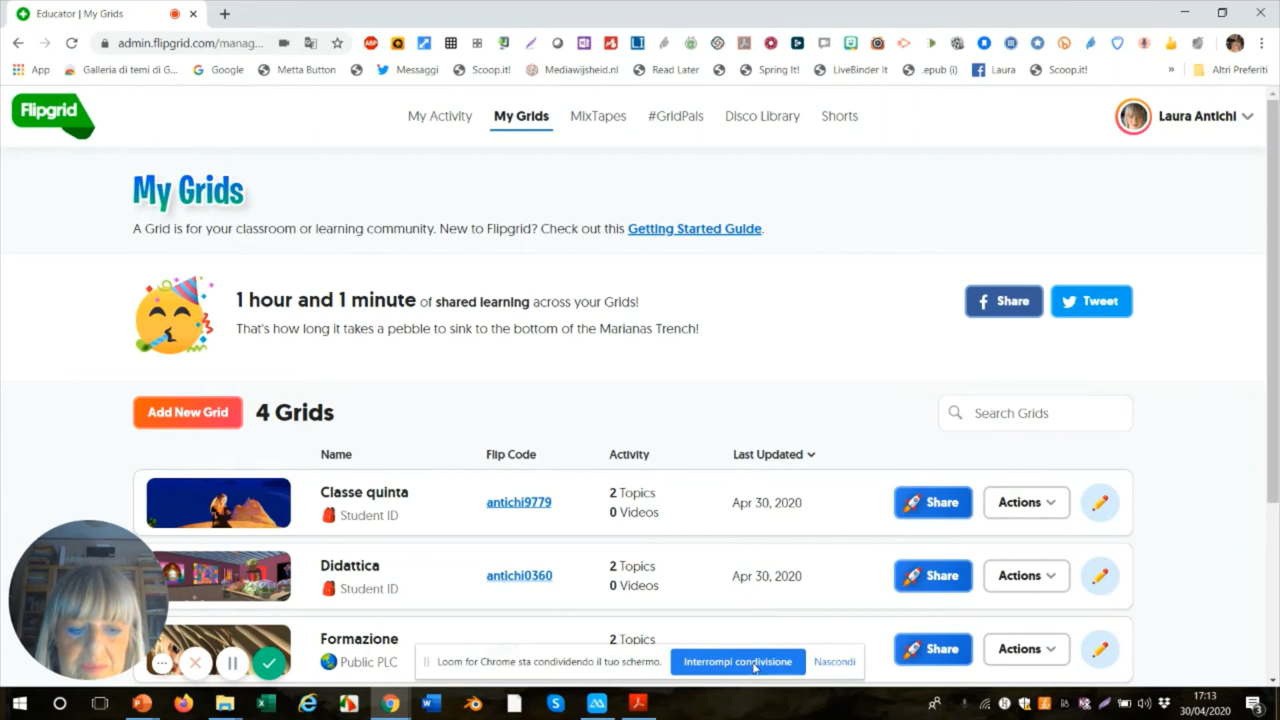 Educator | My Grids
admin.flipgrid.com/manag...
App Galleria di temi di G... Google Metta Button Messaggi Scoop.it! Mediawijsheid.nl Read Later Spring It! LiveBinder It .epub (i) Laura Scoop.it! » Altri Preferiti
Flipgrid
My Activity My Grids MixTapes #GridPals Disco Library Shorts
Laura Antichi
My Grids
A Grid is for your classroom or learning community. New to Flipgrid? Check out this Getting Started Guide.
1 hour and 1 minute of shared learning across your Grids!
That's how long it takes a pebble to sink to the bottom of the Marianas Trench!
Share Tweet
Add New Grid 4 Grids
Search Grids
Name Flip Code Activity Last Updated
Classe quinta
Student ID
antichi9779
2 Topics
0 Videos
Apr 30, 2020
Share Actions
Didattica
Student ID
antichi0360
2 Topics
0 Videos
Apr 30, 2020
Share Actions
Formazione
Public PLC
2 Topics
Share Actions
Loom for Chrome sta condividendo il tuo schermo. Interrompi condivisione Nascondi
17:13
30/04/2020
3